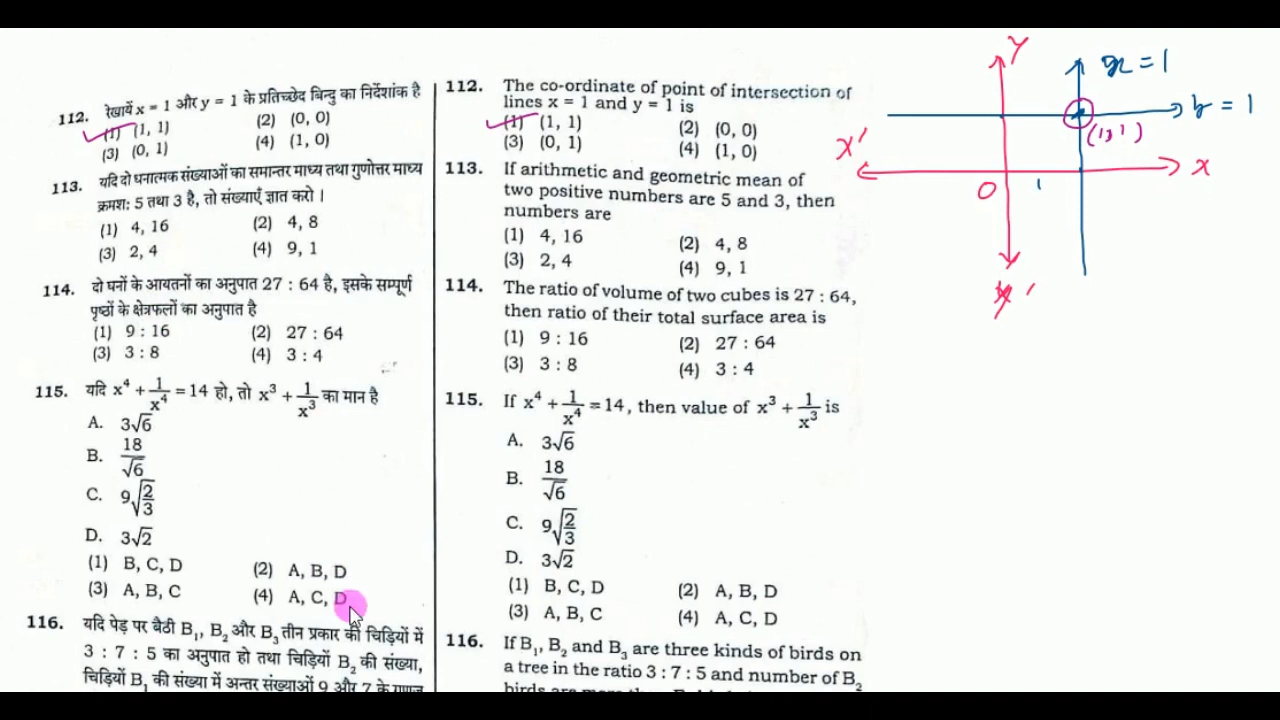 112. रेखायें x = 1 और y = 1 के प्रतिच्छेद बिन्दु का निर्देशांक है
(1) (1, 1) (2) (0, 0)
(3) (0, 1) (4) (1, 0)
113. यदि दो घनात्मक संख्याओं का समान्तर माध्य तथा गुणोत्तर माध्य
क्रमशः 5 तथा 3 है, तो संख्याएँ ज्ञात करो ।
(1) 4, 16 (2) 4, 8
(3) 2, 4 (4) 9, 1
114. दो घनों के आयतनों का अनुपात 27 : 64 है, इसके सम्पूर्ण
पृष्ठों के क्षेत्रफलों का अनुपात है
(1) 9 : 16 (2) 27 : 64
(3) 3 : 8 (4) 3 : 4
115. यदि x⁴ + 1/x⁴ = 14 हो, तो x³ + 1/x³ का मान है
A. 3√6
B. 18/√6
C. 9√(2/3)
D. 3√2
(1) B, C, D (2) A, B, D
(3) A, B, C (4) A, C, D
116. यदि पेड़ पर बैठी B₁, B₂ और B₃ तीन प्रकार की चिड़ियों में
3 : 7 : 5 का अनुपात हो तथा चिड़ियों B₂ की संख्या,
चिड़ियों B₁ की संख्या में अन्तर संख्याओं 9 और 7 के गुणज
112. The co-ordinate of point of intersection of
lines x = 1 and y = 1 is
(1) (1, 1) (2) (0, 0)
(3) (0, 1) (4) (1, 0)
113. If arithmetic and geometric mean of
two positive numbers are 5 and 3, then
numbers are
(1) 4, 16 (2) 4, 8
(3) 2, 4 (4) 9, 1
114. The ratio of volume of two cubes is 27 : 64,
then ratio of their total surface area is
(1) 9 : 16 (2) 27 : 64
(3) 3 : 8 (4) 3 : 4
115. If x⁴ + 1/x⁴ = 14, then value of x³ + 1/x³ is
A. 3√6
B. 18/√6
C. 9√(2/3)
D. 3√2
(1) B, C, D (2) A, B, D
(3) A, B, C (4) A, C, D
116. If B₁, B₂ and B₃ are three kinds of birds on
a tree in the ratio 3 : 7 : 5 and number of B₂
Y
x = 1
y = 1
(1, 1)
X'
X
O
1